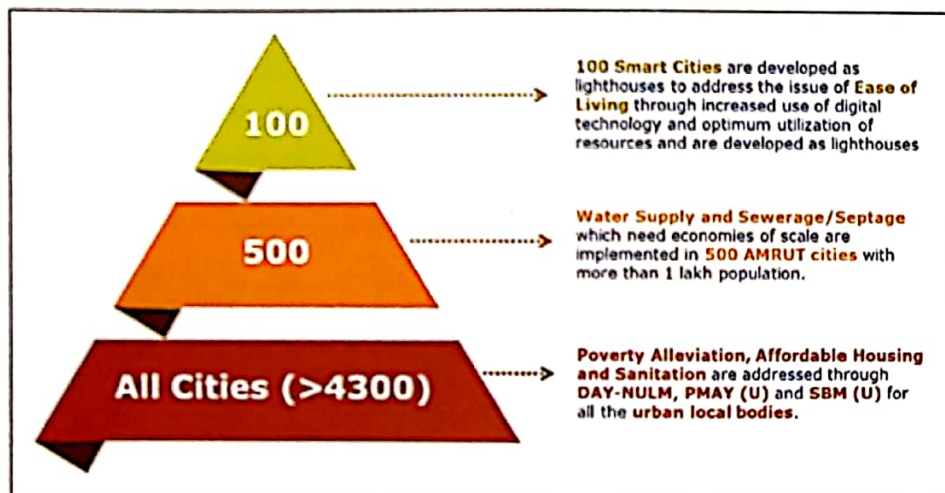 100
100 Smart Cities are developed as
lighthouses to address the issue of Ease of
Living through increased use of digital
technology and optimum utilization of
resources and are developed as lighthouses
500
Water Supply and Sewerage/Septage
which need economies of scale are
implemented in 500 AMRUT cities with
more than 1 lakh population.
All Cities (>4300)
Poverty Alleviation, Affordable Housing
and Sanitation are addressed through
DAY-NULM, PMAY (U) and SBM (U) for
all the urban local bodies.